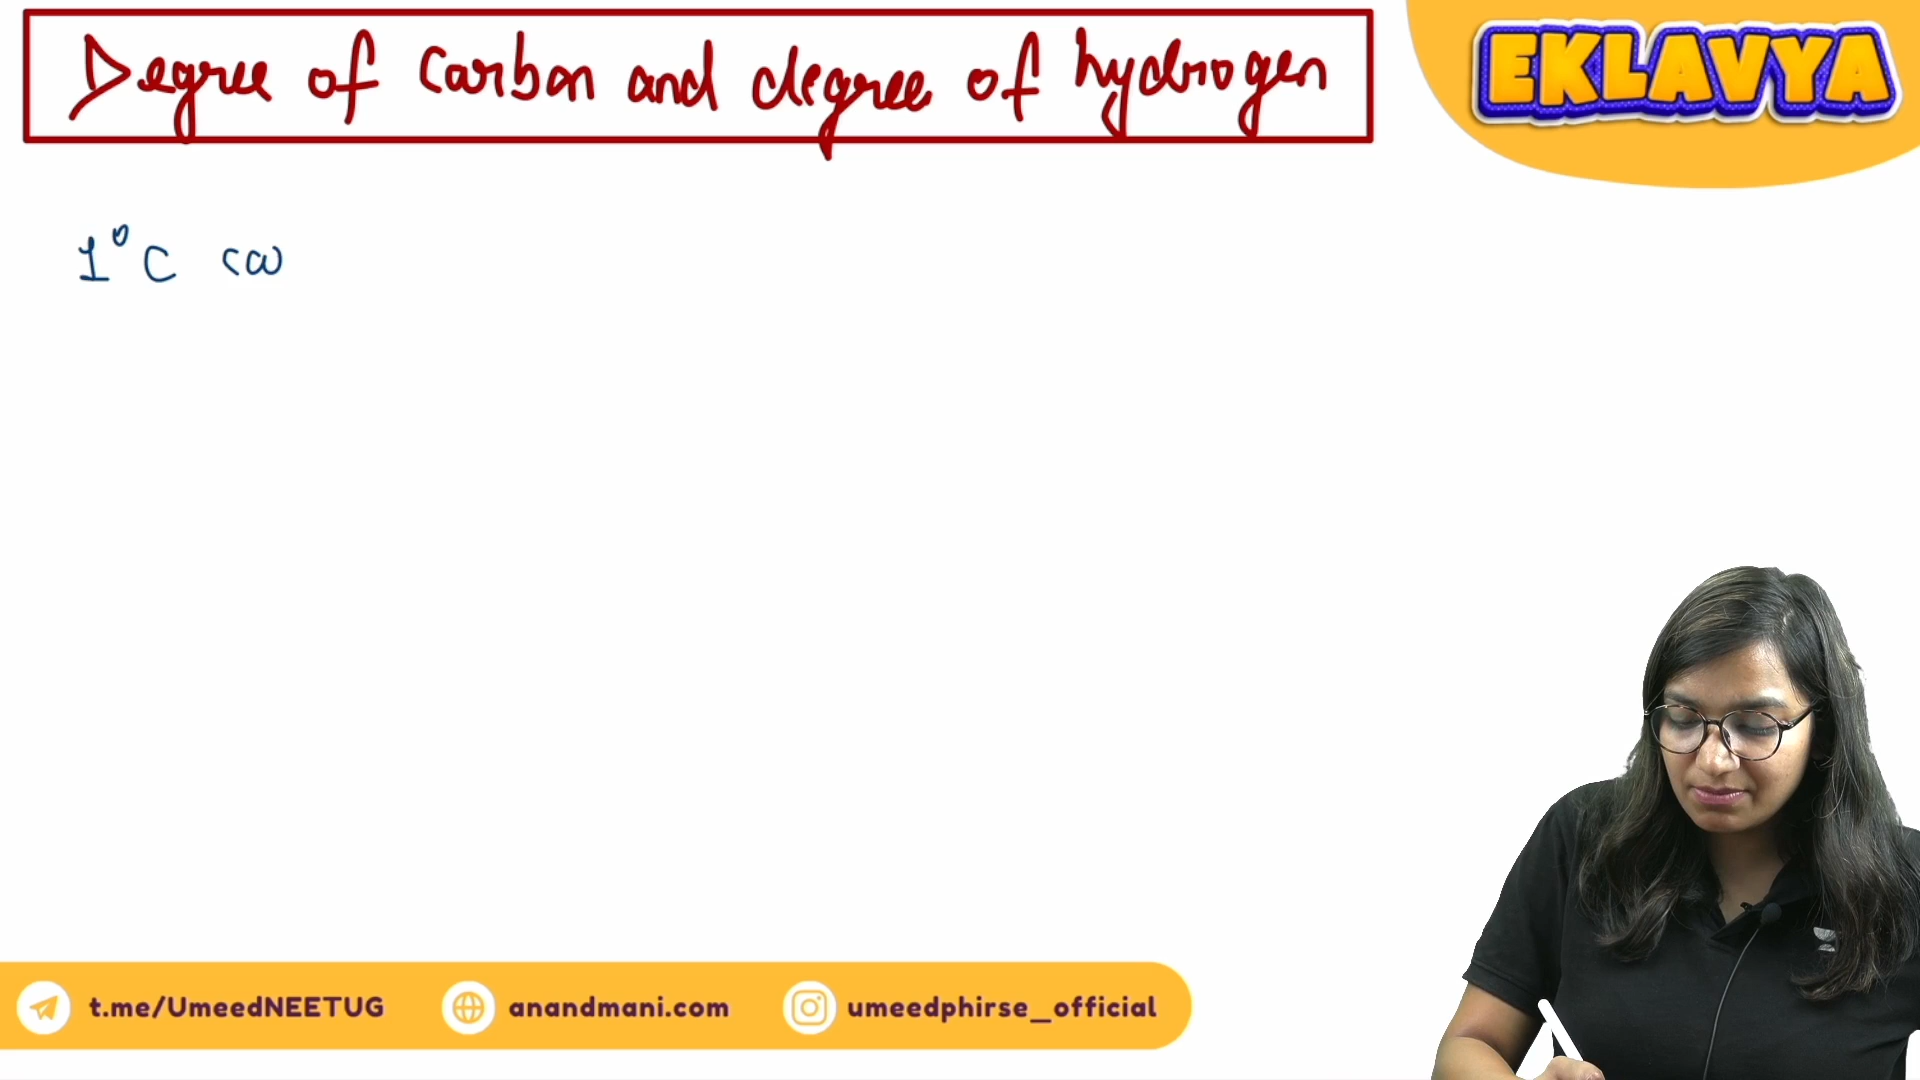 Degree of carbon and degree of hydrogen
EKLAVYA
1° C
t.me/UmeedNEETUG
anandmani.com
umeedphirse_official